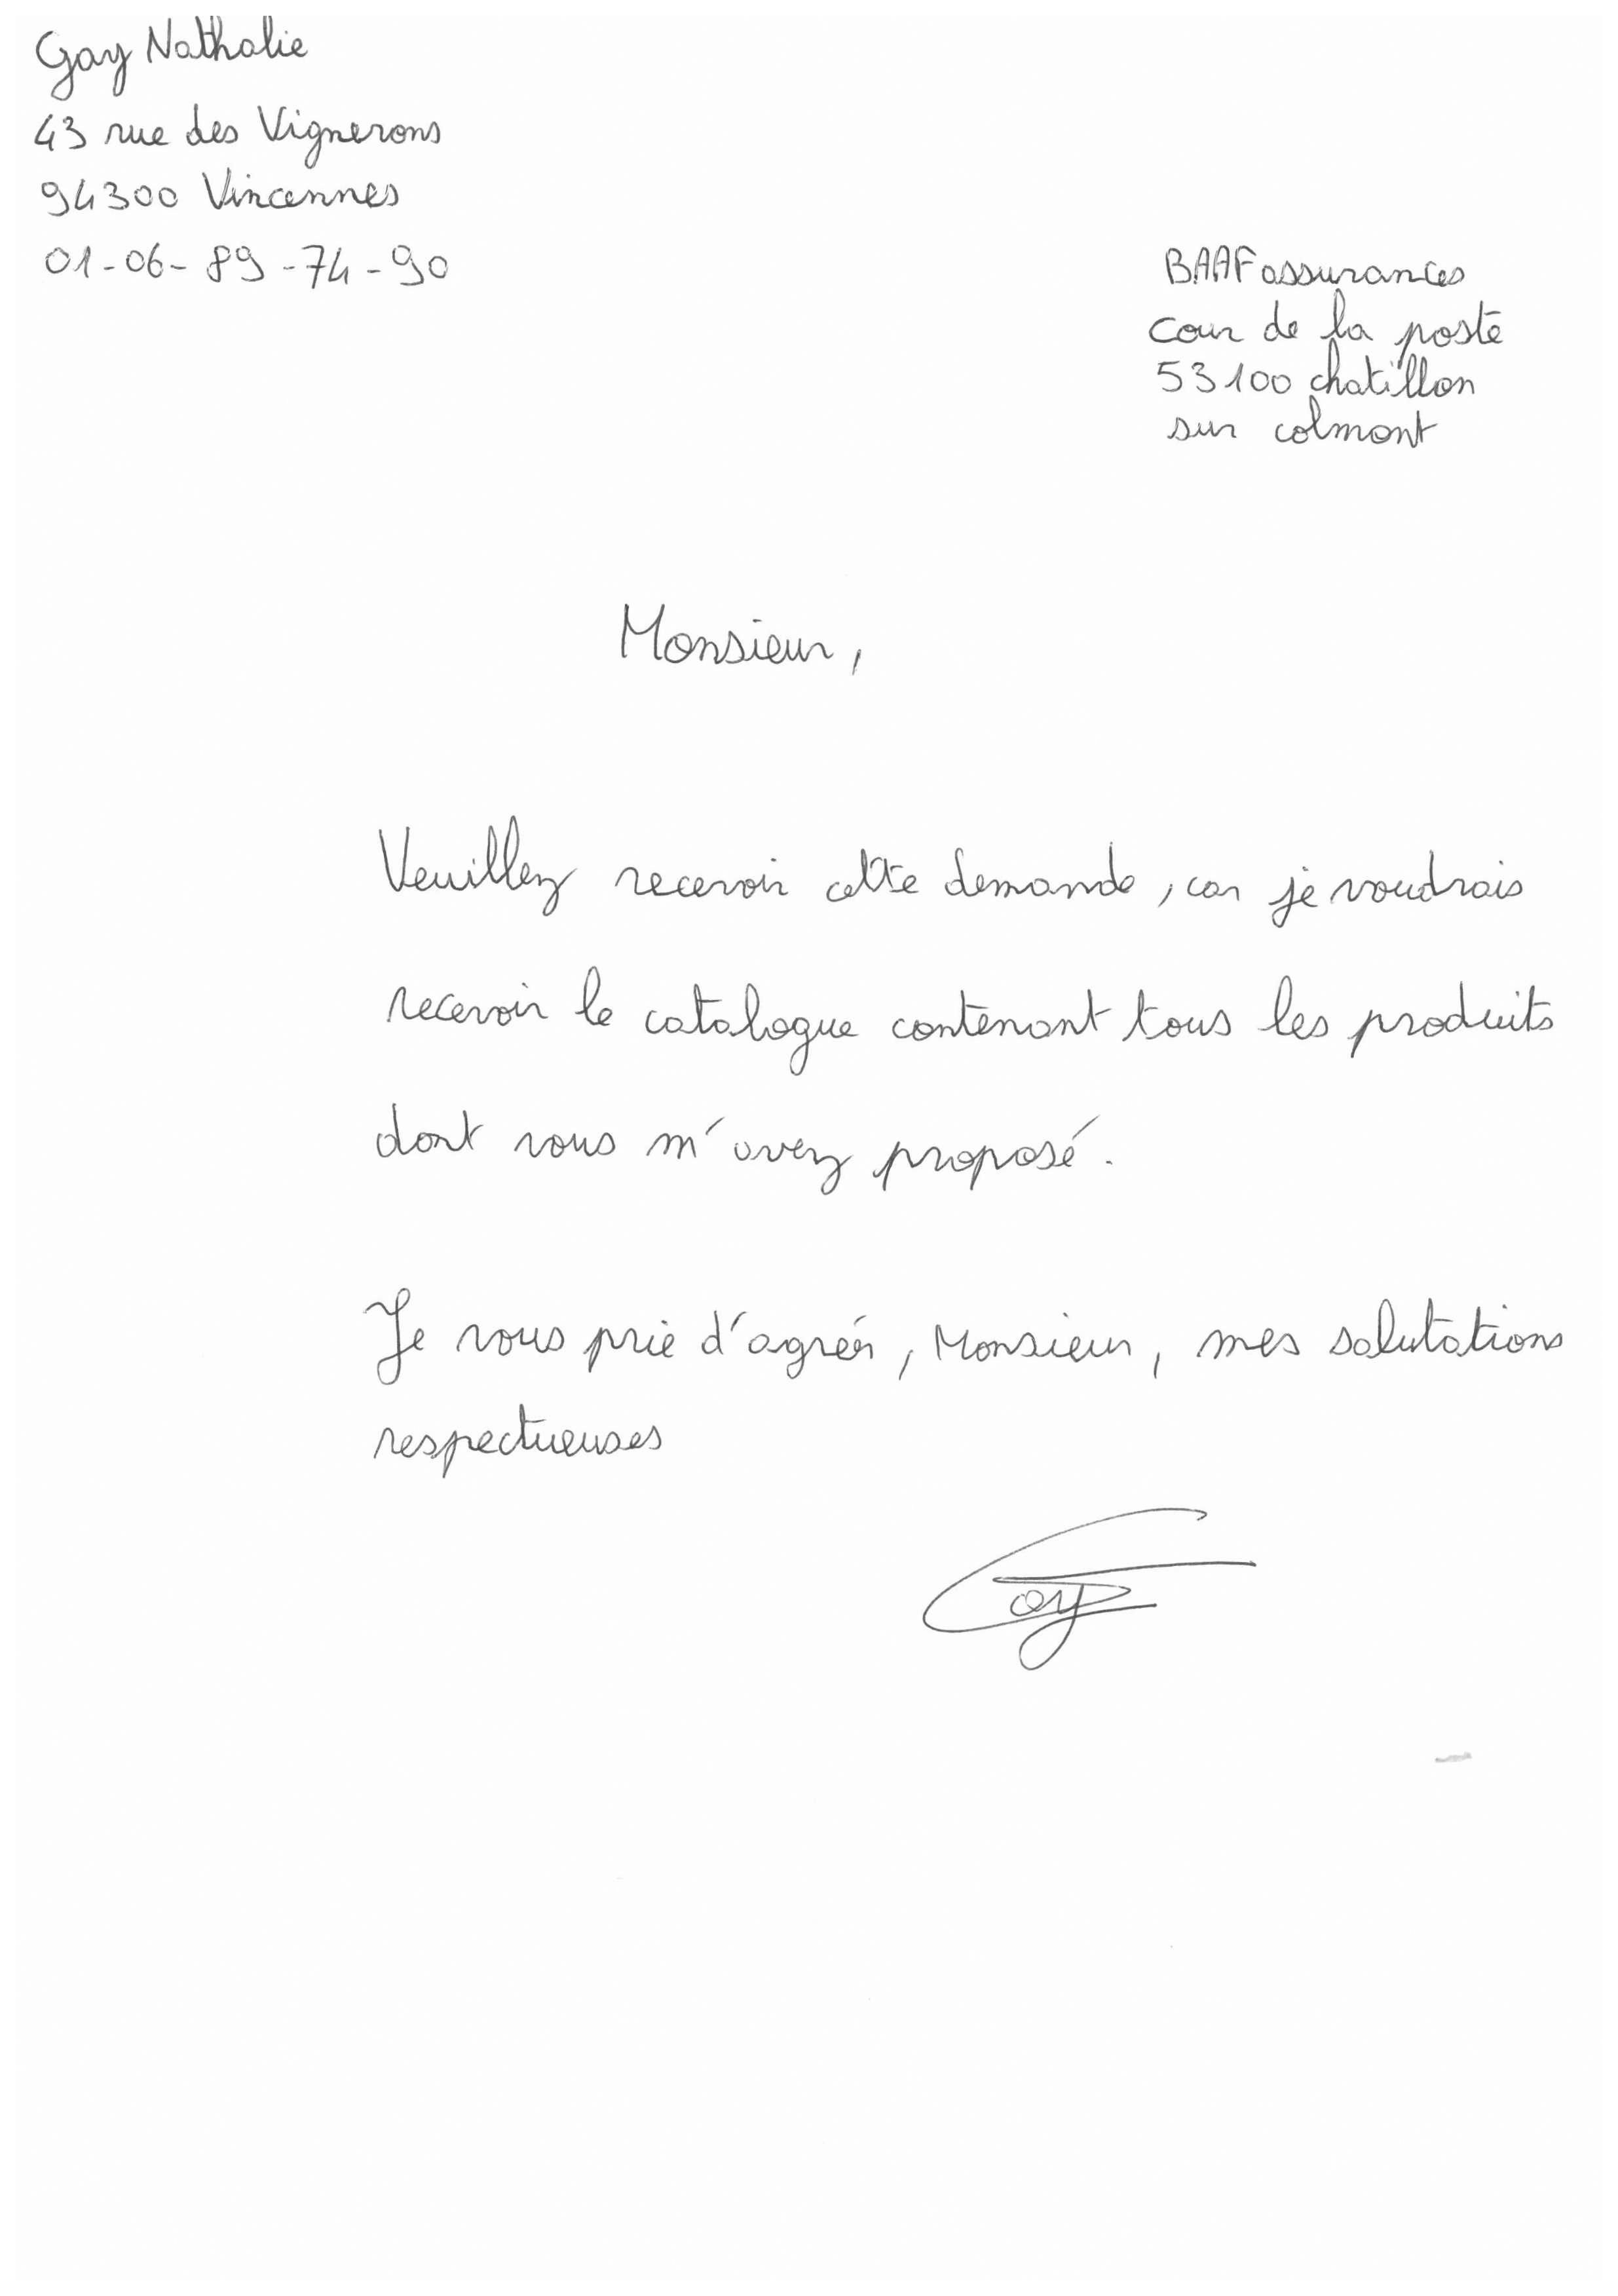 Gay Nathalie
43 rue des Vignerons
94300 Vincennes
01-06-89-74-90
BAAF assurances
cour de la poste
53100 chatillon
sur colmont
Monsieur,
Veuillez recevoir cette demande, car je voudrais
recevoir le catalogue contenant tous les produits
dont vous m'avez proposé.
Je vous prie d'agréer, Monsieur, mes salutations
respectueuses
Gay